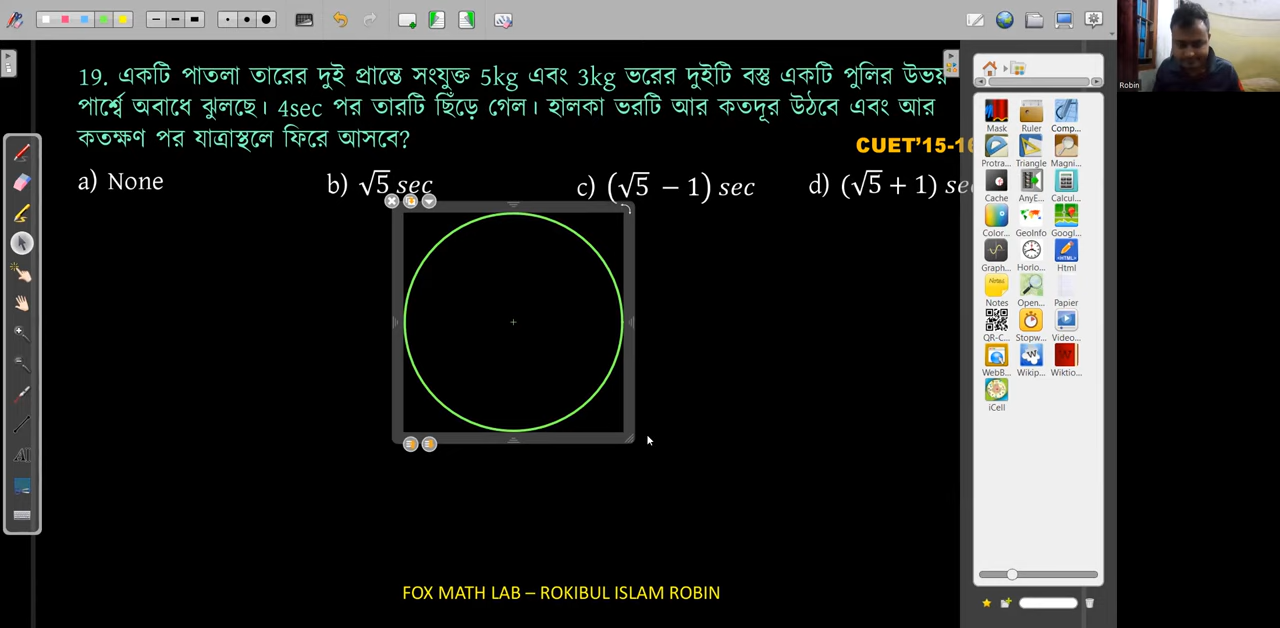 Robin
19. একটি পাতলা তারের দুই প্রান্তে সংযুক্ত 5kg এবং 3kg ভরের দুইটি বস্তু একটি পুলির উভয়
পার্শ্বে অবাধে ঝুলছে। 4sec পর তারটি ছিঁড়ে গেল। হালকা ভরটি আর কতদূর উঠবে এবং আর
কতক্ষণ পর যাত্রাস্থলে ফিরে আসবে?
CUET'15-16
a) None b) √5 sec c) (√5 − 1) sec d) (√5 + 1) sec
Mask Ruler Comp...
Protra... Triangle Magni...
Cache AnyE... Calcul...
Color... GeoInfo Googl...
Graph... Horlo... Html
Notes Open... Papier
QR-C... Stopw... Video...
WebB... Wikip... Wiktio...
iCell
FOX MATH LAB – ROKIBUL ISLAM ROBIN